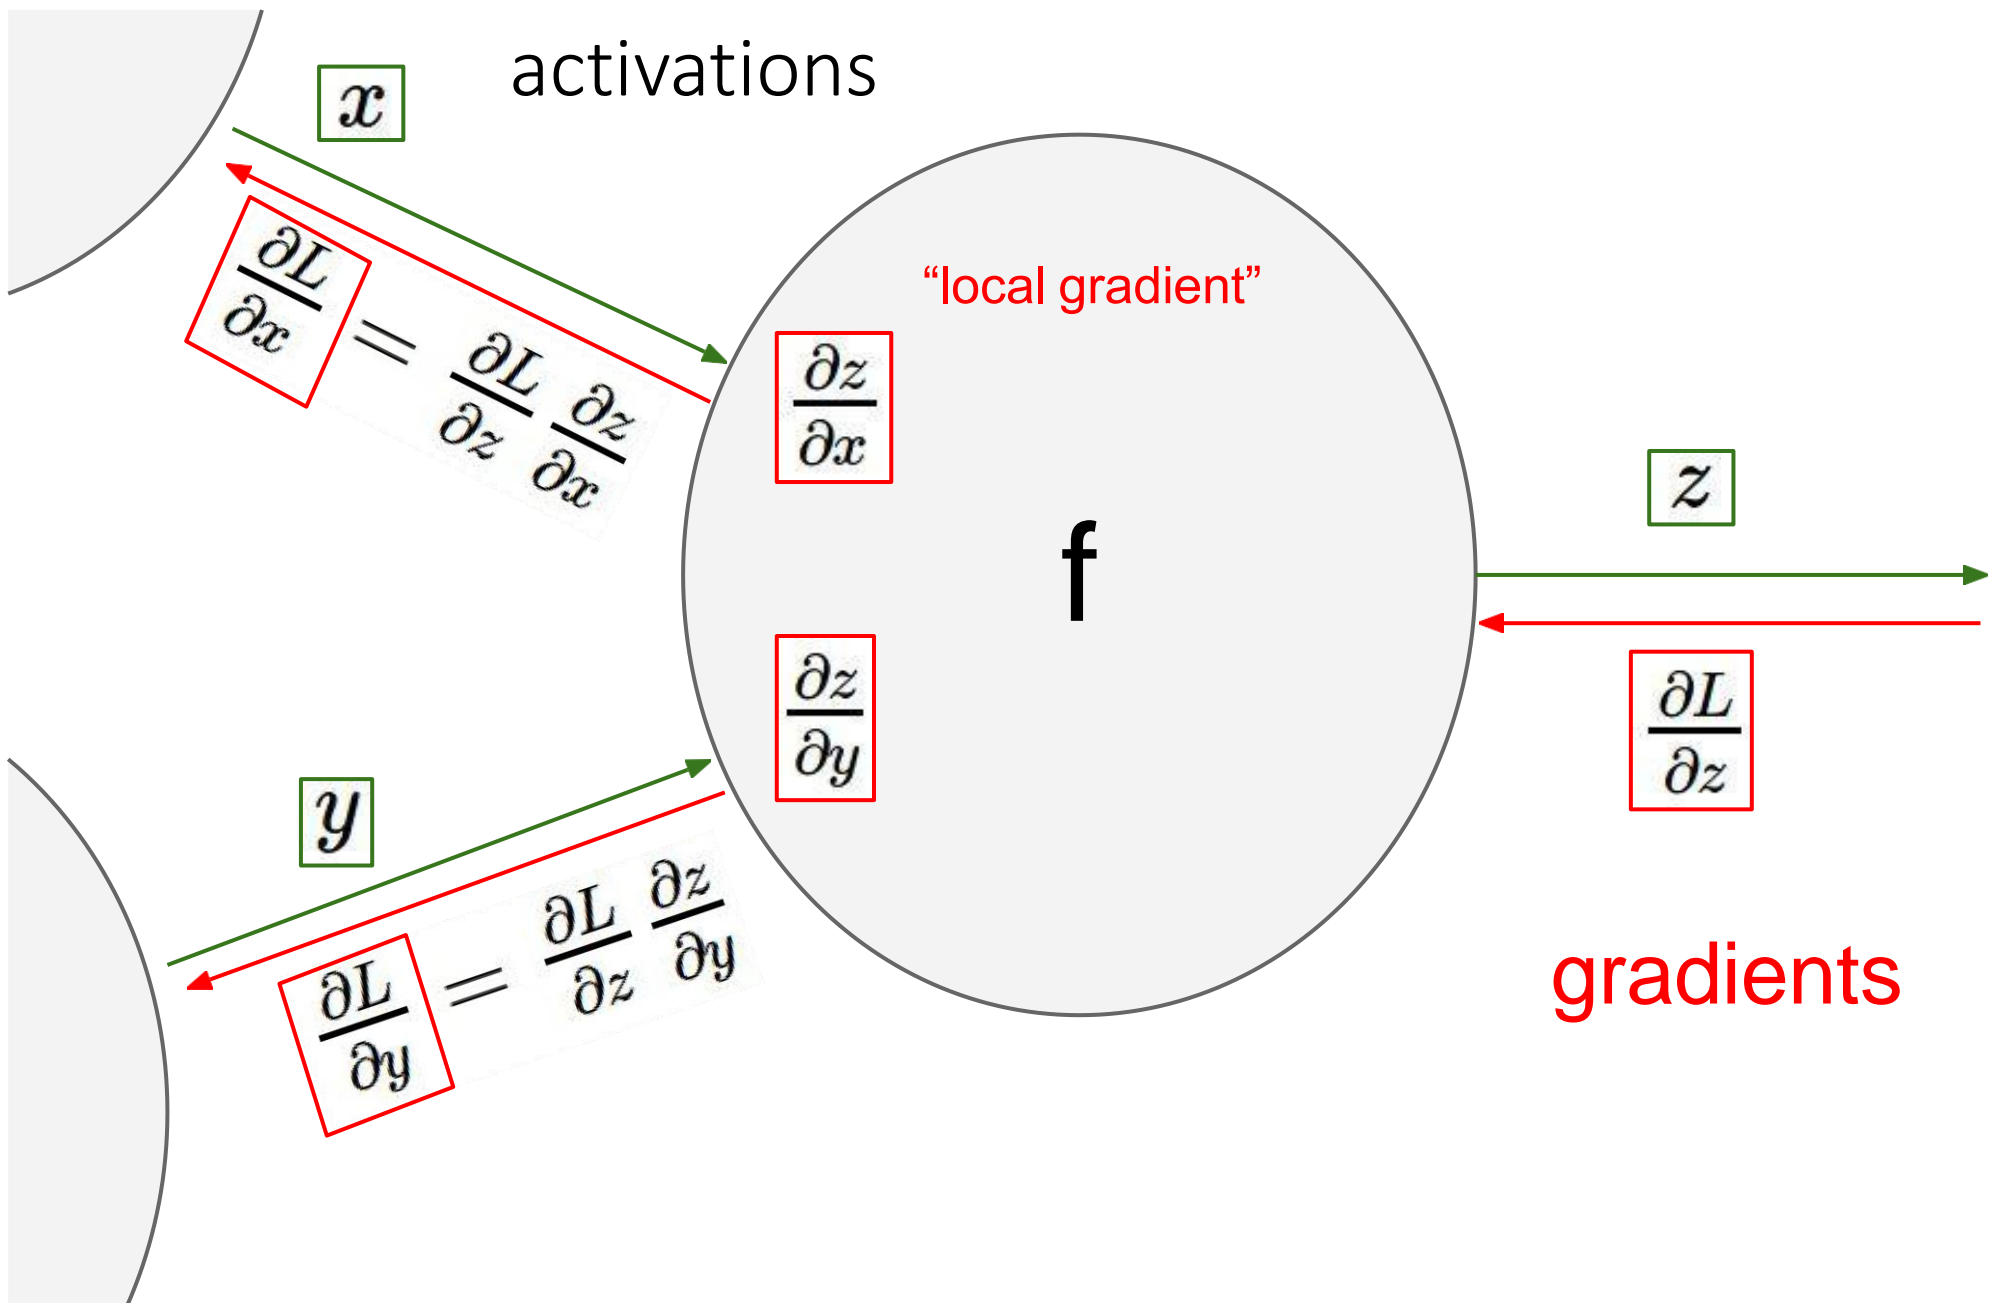 activations
x
∂L/∂x = ∂L/∂z ∂z/∂x
“local gradient”
∂z/∂x
f
z
∂z/∂y
∂L/∂z
y
∂L/∂y = ∂L/∂z ∂z/∂y
gradients